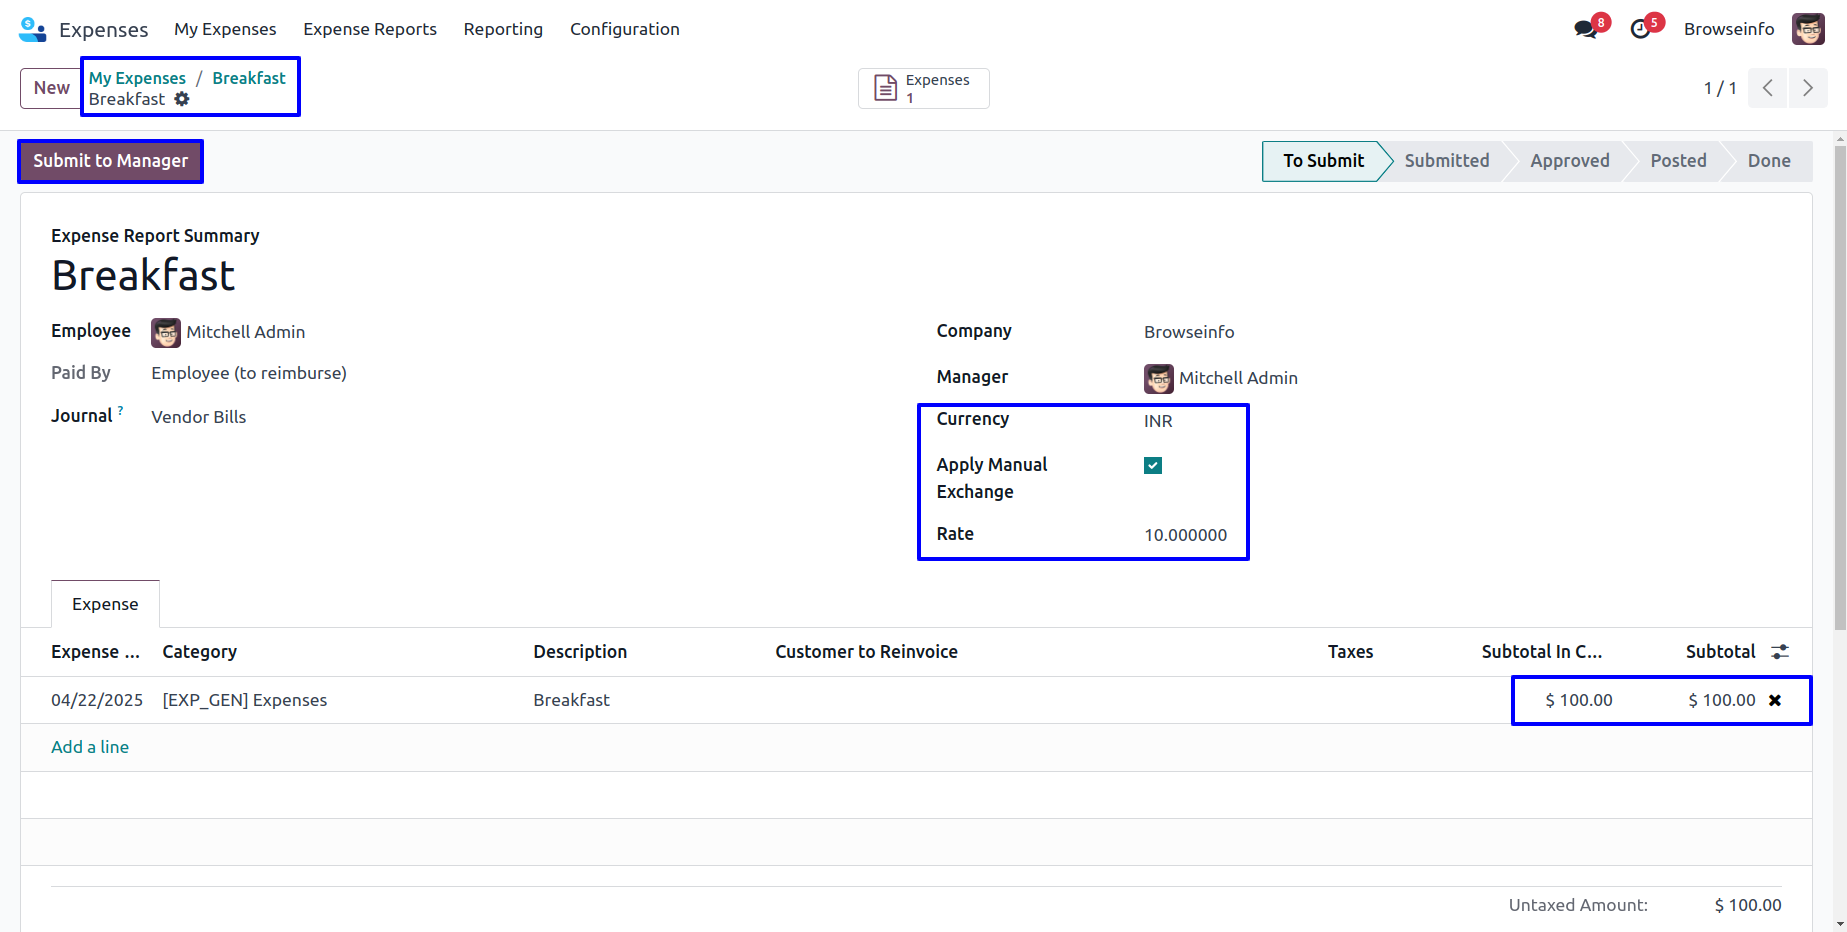 Expenses My Expenses Expense Reports Reporting Configuration 8 5 Browseinfo
New
My Expenses / Breakfast
Breakfast
Expenses
1
1 / 1
Submit to Manager
To Submit Submitted Approved Posted Done
Expense Report Summary
Breakfast
Employee Mitchell Admin
Paid By Employee (to reimburse)
Journal ? Vendor Bills
Company Browseinfo
Manager Mitchell Admin
Currency INR
Apply Manual
Exchange
Rate 10.000000
Expense
Expense ... Category Description Customer to Reinvoice Taxes Subtotal In C... Subtotal
04/22/2025 [EXP_GEN] Expenses Breakfast $ 100.00 $ 100.00
Add a line
Untaxed Amount: $ 100.00